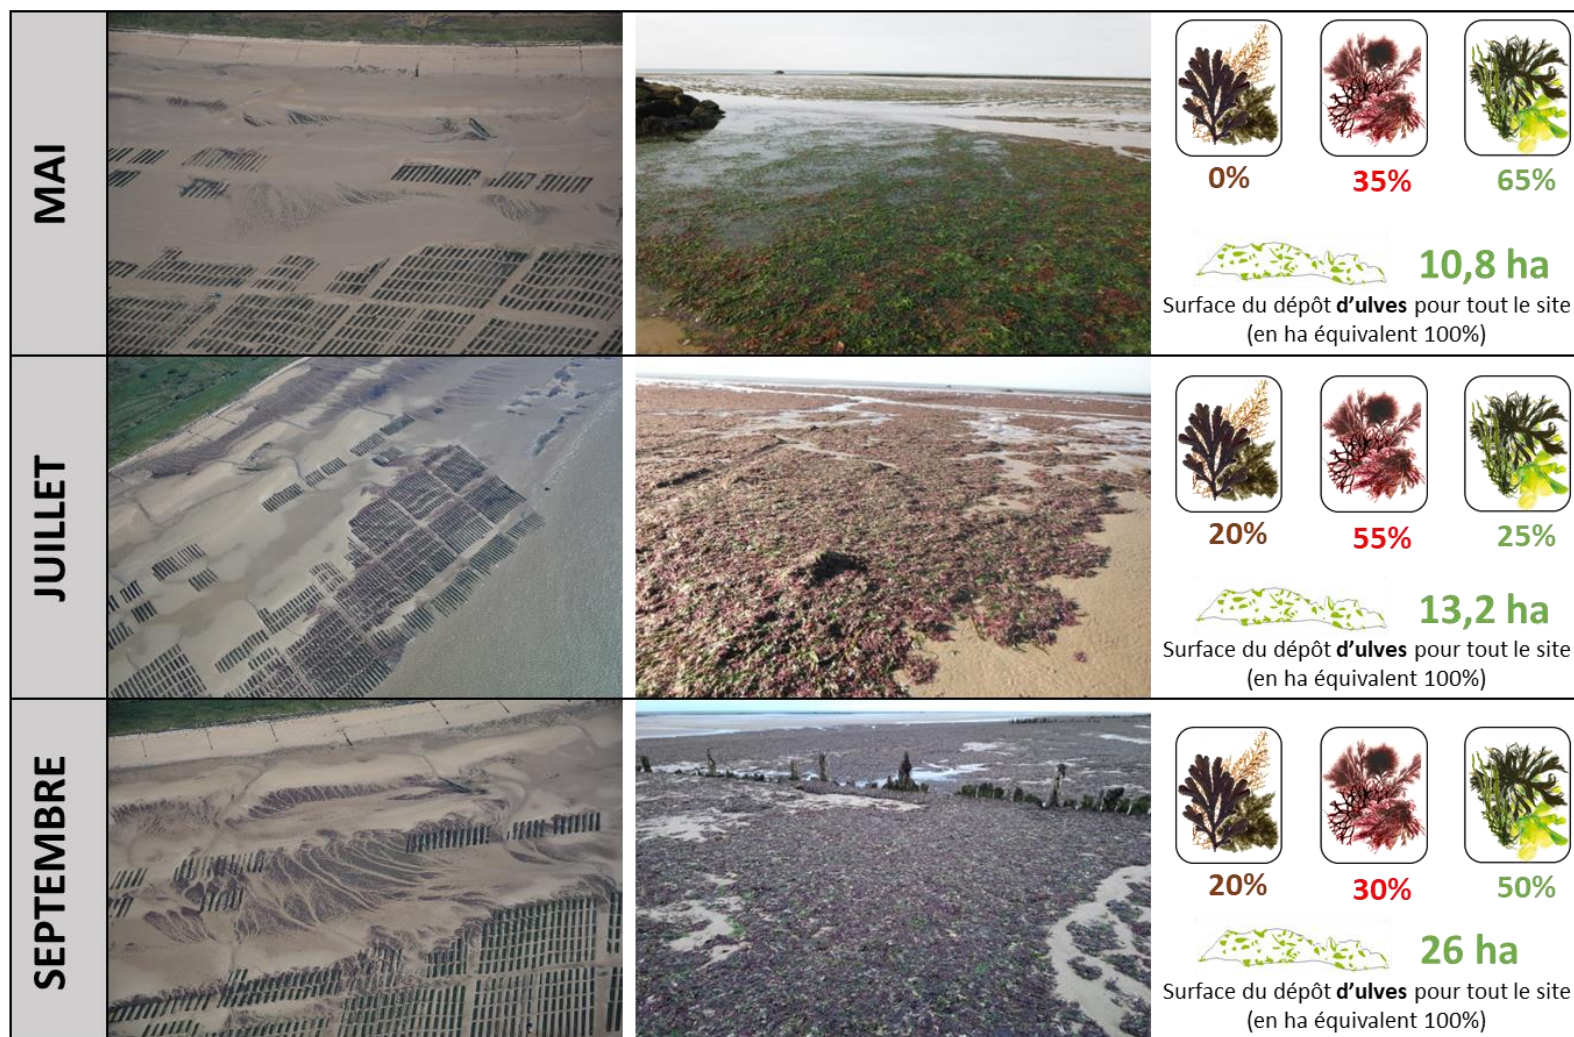 MAI
0%
35%
65%
10,8 ha
Surface du dépôt d'ulves pour tout le site
(en ha équivalent 100%)
JUILLET
20%
55%
25%
13,2 ha
Surface du dépôt d'ulves pour tout le site
(en ha équivalent 100%)
SEPTEMBRE
20%
30%
50%
26 ha
Surface du dépôt d'ulves pour tout le site
(en ha équivalent 100%)